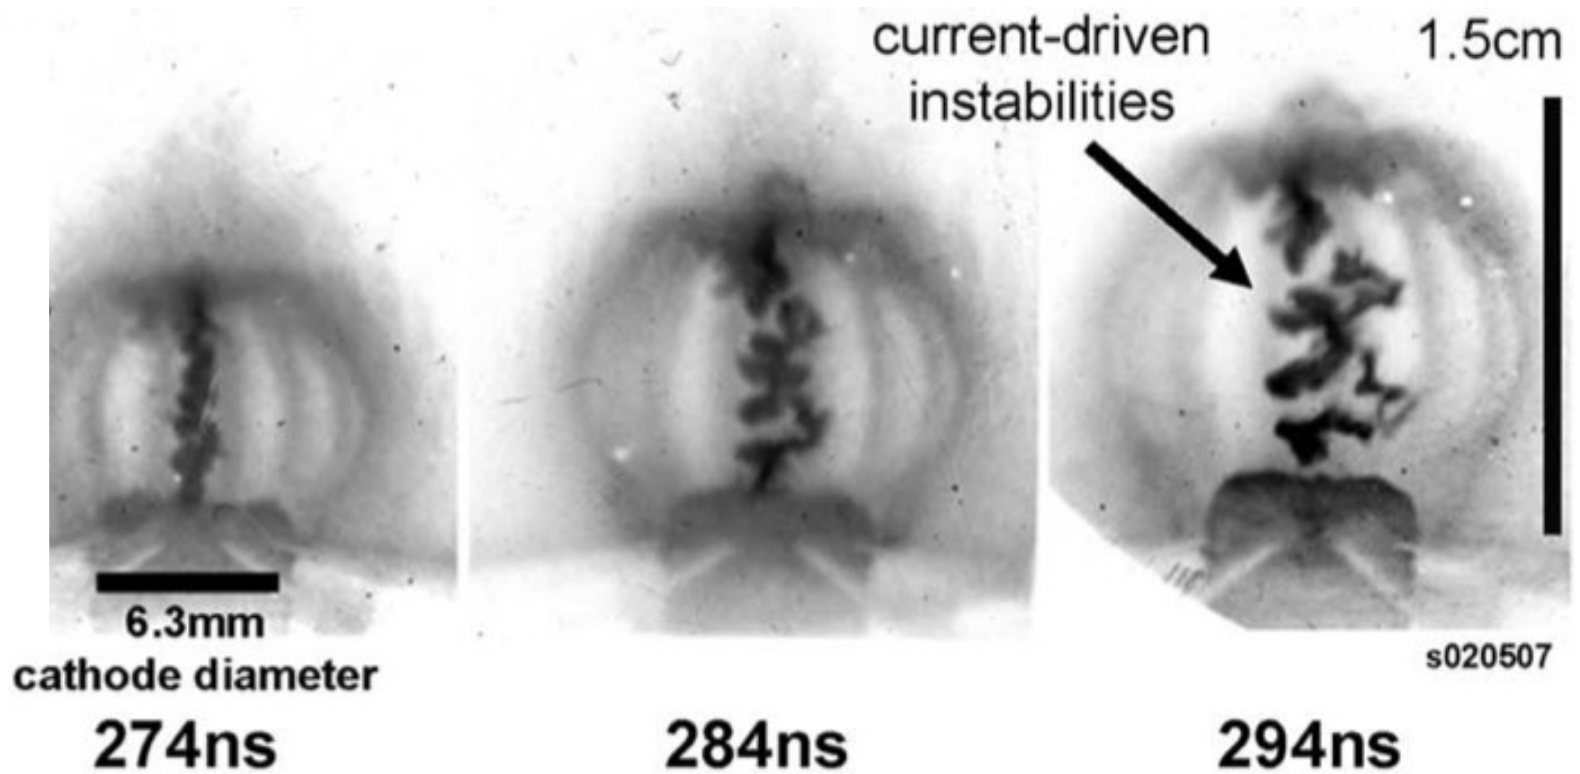 current-driven
instabilities
1.5cm
6.3mm
cathode diameter
s020507
274ns
284ns
294ns